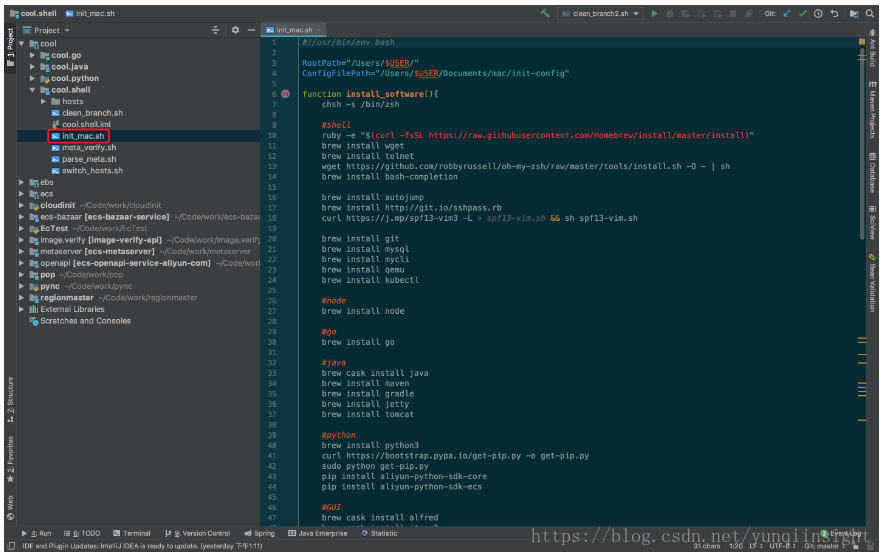 cool.shell init_mac.sh
clean_branch2.sh
Git:
Project
init_mac.sh
1: Project
cool
cool.go
cool.java
cool.python
cool.shell
hosts
clean_branch.sh
cool.shell.iml
init_mac.sh
meta_verify.sh
parse_meta.sh
switch_hosts.sh
ebs
ecs
cloudinit ~/Code/work/cloudinit
ecs-bazaar [ecs-bazaar-service] ~/Code/work/ecs-bazaa
EcTest ~/Code/work/EcTest
image.verify [image-verify-api] ~/Code/work/image.verify
metaserver [ecs-metaserver] ~/Code/work/metaserver
openapi [ecs-openapi-service-aliyun-com] ~/Code/work
pop ~/Code/work/pop
pync ~/Code/work/pync
regionmaster ~/Code/work/regionmaster
External Libraries
Scratches and Consoles
Z: Structure
2: Favorites
Web
1 #!/usr/bin/env bash
2
3 RootPath="/Users/$USER/"
4 ConfigFilePath="/Users/$USER/Documents/mac/init-config"
5
6 function install_software(){
7 chsh -s /bin/zsh
8
9 #shell
10 ruby -e "$(curl -fsSL https://raw.githubusercontent.com/Homebrew/install/master/install)"
11 brew install wget
12 brew install telnet
13 wget https://github.com/robbyrussell/oh-my-zsh/raw/master/tools/install.sh -O - | sh
14 brew install bash-completion
15
16 brew install autojump
17 brew install http://git.io/sshpass.rb
18 curl https://j.mp/spf13-vim3 -L > spf13-vim.sh && sh spf13-vim.sh
19
20 brew install git
21 brew install mysql
22 brew install mycli
23 brew install qemu
24 brew install kubectl
25
26 #node
27 brew install node
28
29 #go
30 brew install go
31
32 #java
33 brew cask install java
34 brew install maven
35 brew install gradle
36 brew install jetty
37 brew install tomcat
38
39 #python
40 brew install python3
41 curl https://bootstrap.pypa.io/get-pip.py -o get-pip.py
42 sudo python get-pip.py
43 pip install aliyun-python-sdk-core
44 pip install aliyun-python-sdk-ecs
45
46 #GUI
47 brew cask install alfred
Ant Build
Maven Projects
Database
SciView
Bean Validation
4: Run 6: TODO Terminal 9: Version Control Spring Java Enterprise Statistic 2 Event Log
IDE and Plugin Updates: IntelliJ IDEA is ready to update. (yesterday 下午1:11) 31 chars 1:20 LF UTF-8 Git: master
https://blog.csdn.net/yunqiinsight